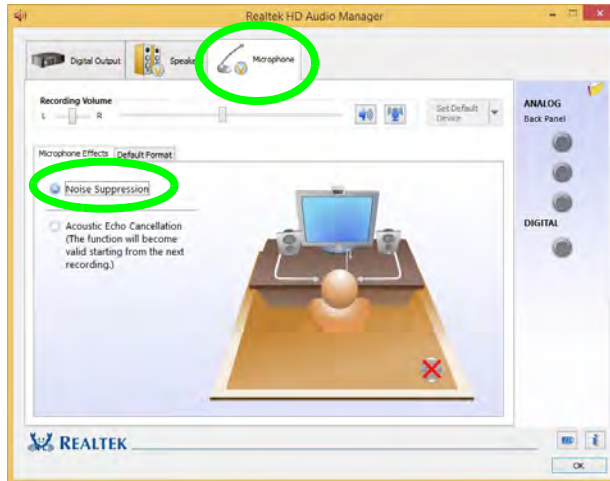 Realtek HD Audio Manager
Digital Output
Speakers
Microphone
Recording Volume
L
R
Set Default
Device
ANALOG
Back Panel
Microphone Effects
Default Format
Noise Suppression
Acoustic Echo Cancellation
(The function will become
valid starting from the next
recording.)
DIGITAL
REALTEK
i
OK